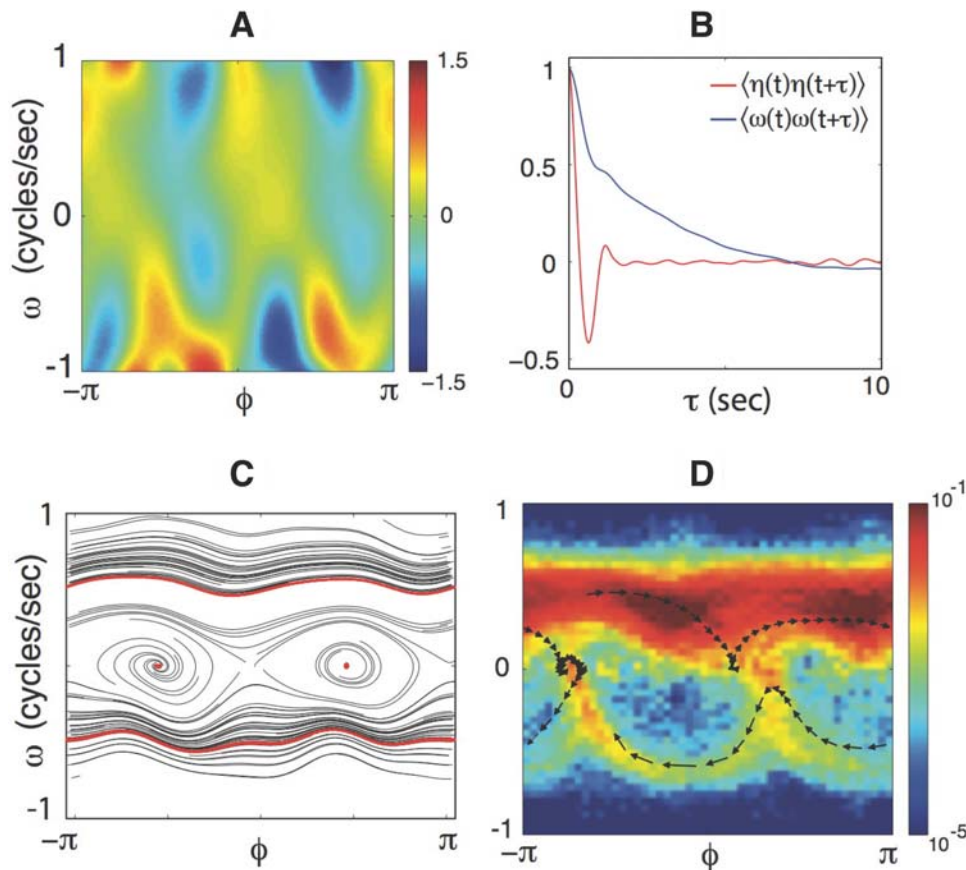 A
1
0
-1
ω (cycles/sec)
-π
ϕ
π
1.5
0
-1.5
B
1
0.5
0
-0.5
⟨η(t)η(t+τ)⟩
⟨ω(t)ω(t+τ)⟩
0
10
τ (sec)
C
1
0
-1
ω (cycles/sec)
-π
ϕ
π
D
1
0
-1
-π
ϕ
π
10⁻¹
10⁻⁵